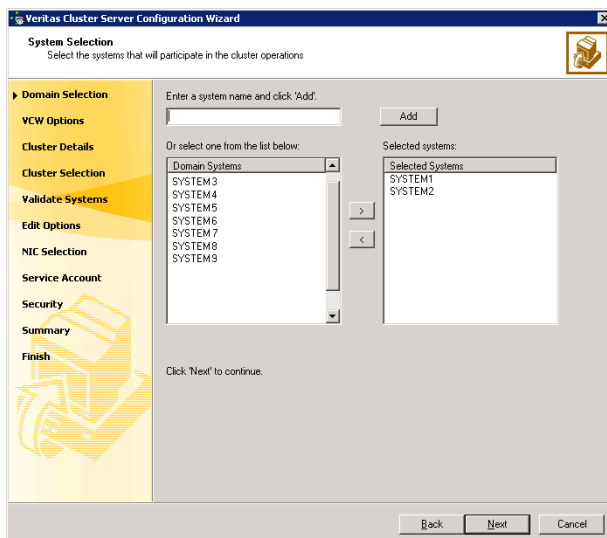 Veritas Cluster Server Configuration Wizard
System Selection
Select the systems that will participate in the cluster operations
Domain Selection
VCW Options
Cluster Details
Cluster Selection
Validate Systems
Edit Options
NIC Selection
Service Account
Security
Summary
Finish
Enter a system name and click 'Add'.
Add
Or select one from the list below:
Domain Systems
SYSTEM3
SYSTEM4
SYSTEM5
SYSTEM6
SYSTEM7
SYSTEM8
SYSTEM9
>
<
Selected systems:
Selected Systems
SYSTEM1
SYSTEM2
Click 'Next' to continue.
Back
Next
Cancel